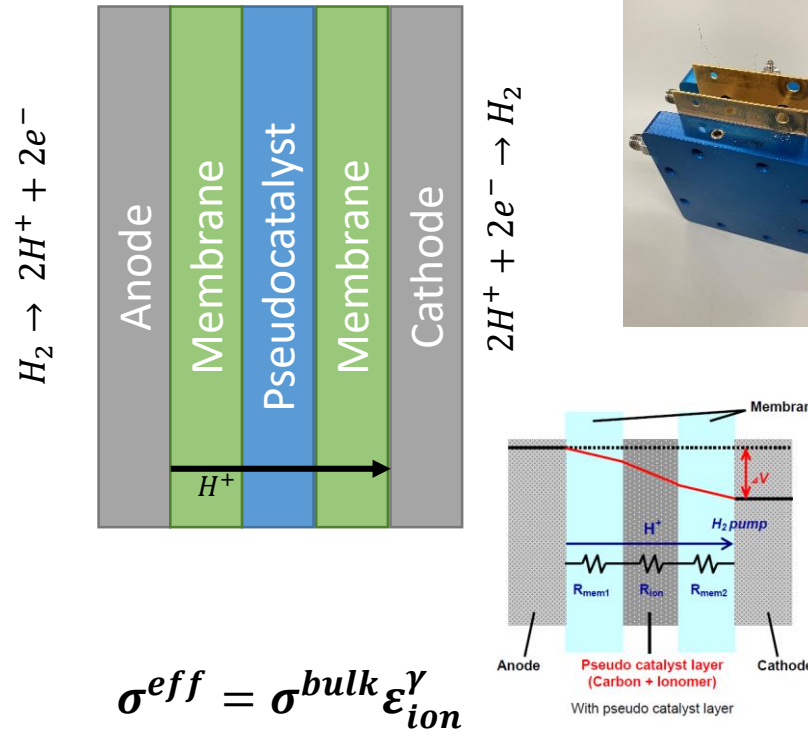 H₂ → 2H⁺ + 2e⁻
Anode
Membrane
Pseudocatalyst
Membrane
Cathode
2H⁺ + 2e⁻ → H₂
H⁺
σ^eff = σ^bulk ε_ion^γ
Membran
ΔV
H₂ pump
H⁺
R_mem1 R_ion R_mem2
Anode Pseudo catalyst layer Cathode
(Carbon + Ionomer)
With pseudo catalyst layer